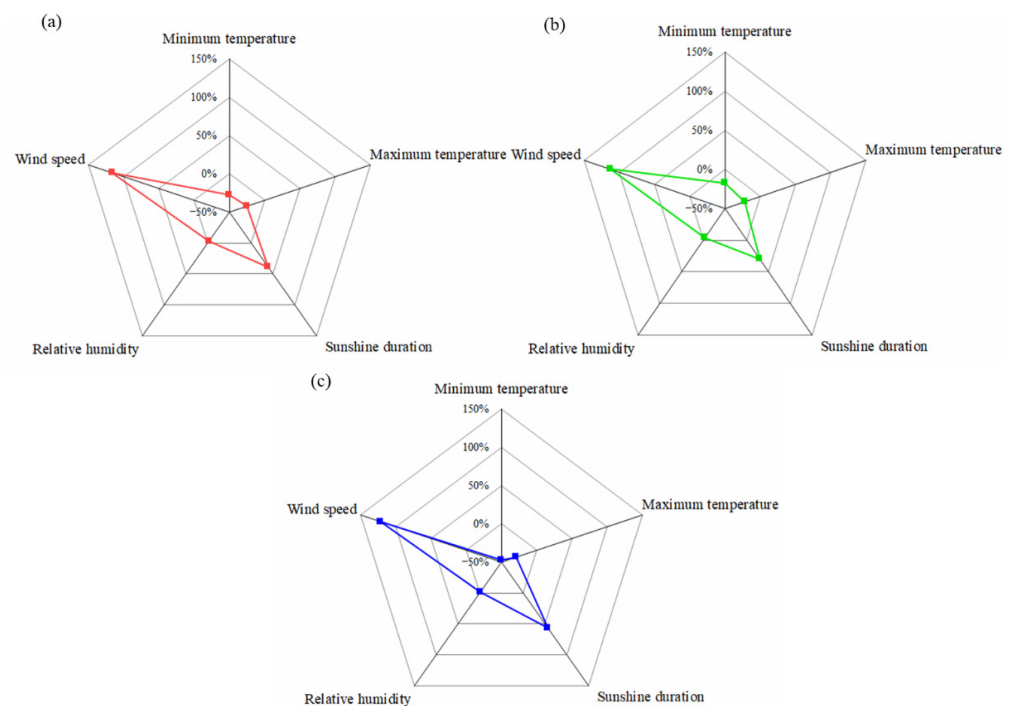 (a)
Minimum temperature
150%
100%
50%
0%
−50%
Wind speed
Maximum temperature
Relative humidity
Sunshine duration
(b)
Minimum temperature
150%
100%
50%
0%
−50%
Wind speed
Maximum temperature
Relative humidity
Sunshine duration
(c)
Minimum temperature
150%
100%
50%
0%
−50%
Wind speed
Maximum temperature
Relative humidity
Sunshine duration